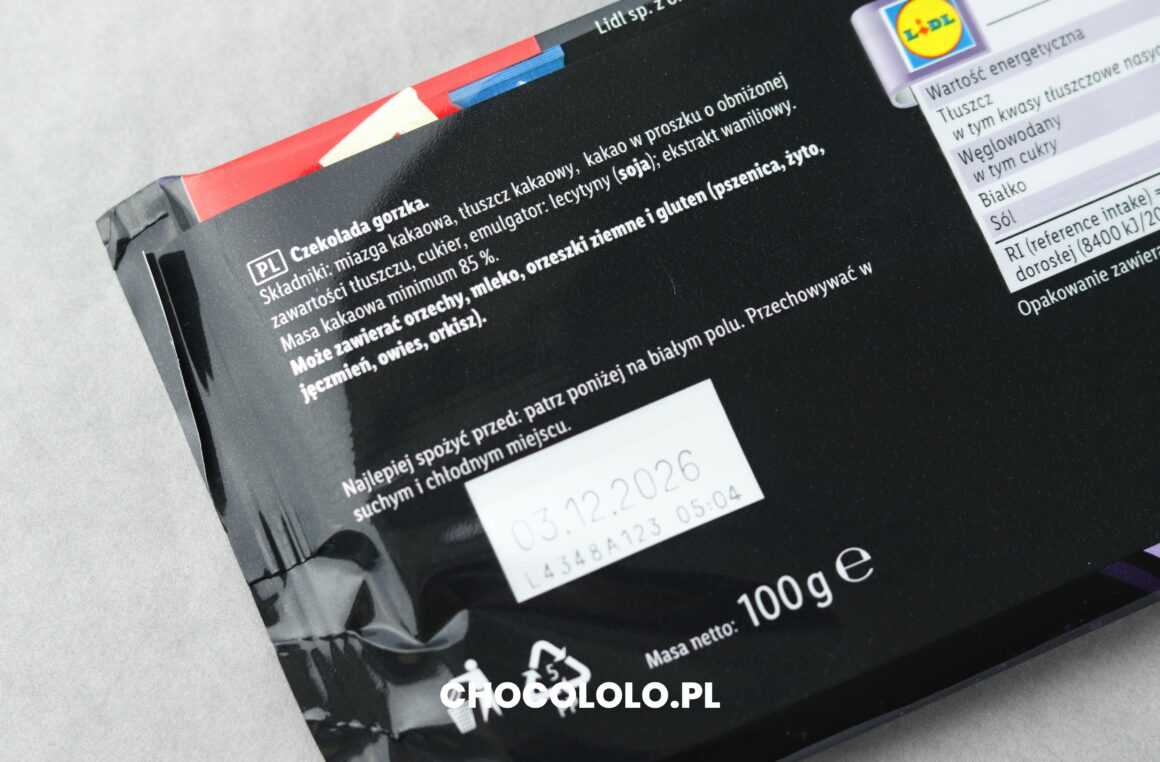 Lidl sp. z o.
PL Czekolada gorzka.
Składniki: miazga kakaowa, tłuszcz kakaowy, kakao w proszku o obniżonej
zawartości tłuszczu, cukier, emulgator: lecytyny (soja); ekstrakt waniliowy.
Masa kakaowa minimum 85 %.
Może zawierać orzechy, mleko, orzeszki ziemne i gluten (pszenica, żyto,
jęczmień, owies, orkisz).
Najlepiej spożyć przed: patrz poniżej na białym polu. Przechowywać w
suchym i chłodnym miejscu.
03.12.2026
L4348A123 05:04
Masa netto: 100 g e
5
PP
LIDL
Wartość energetyczna
Tłuszcz
w tym kwasy tłuszczowe nasyc
Węglowodany
w tym cukry
Białko
Sól
RI (reference intake) =
dorosłej (8400 kJ/20
Opakowanie zawiera
CHOCOLOLO.PL